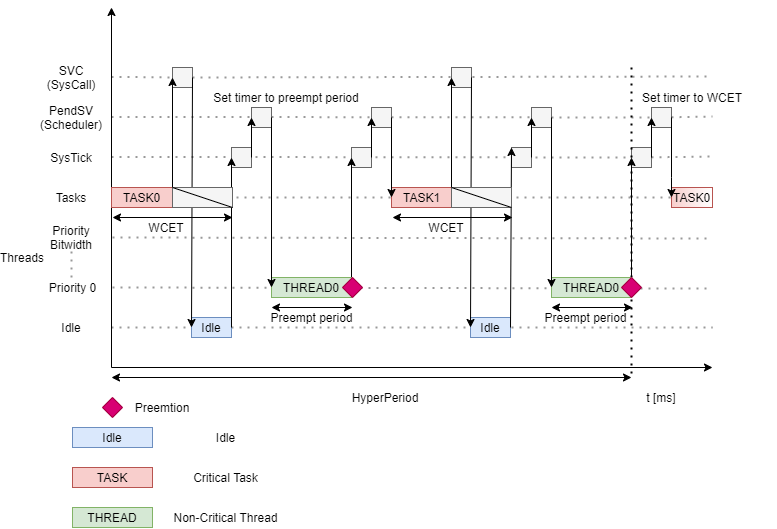 SVC
(SysCall)
PendSV
(Scheduler)
Set timer to preempt period
Set timer to WCET
SysTick
Tasks
TASK0
TASK1
TASK0
WCET
WCET
Priority
Bitwidth
Threads
Priority 0
THREAD0
THREAD0
Preempt period
Preempt period
Idle
Idle
Idle
HyperPeriod
t [ms]
Preemtion
Idle
Idle
TASK
Critical Task
THREAD
Non-Critical Thread